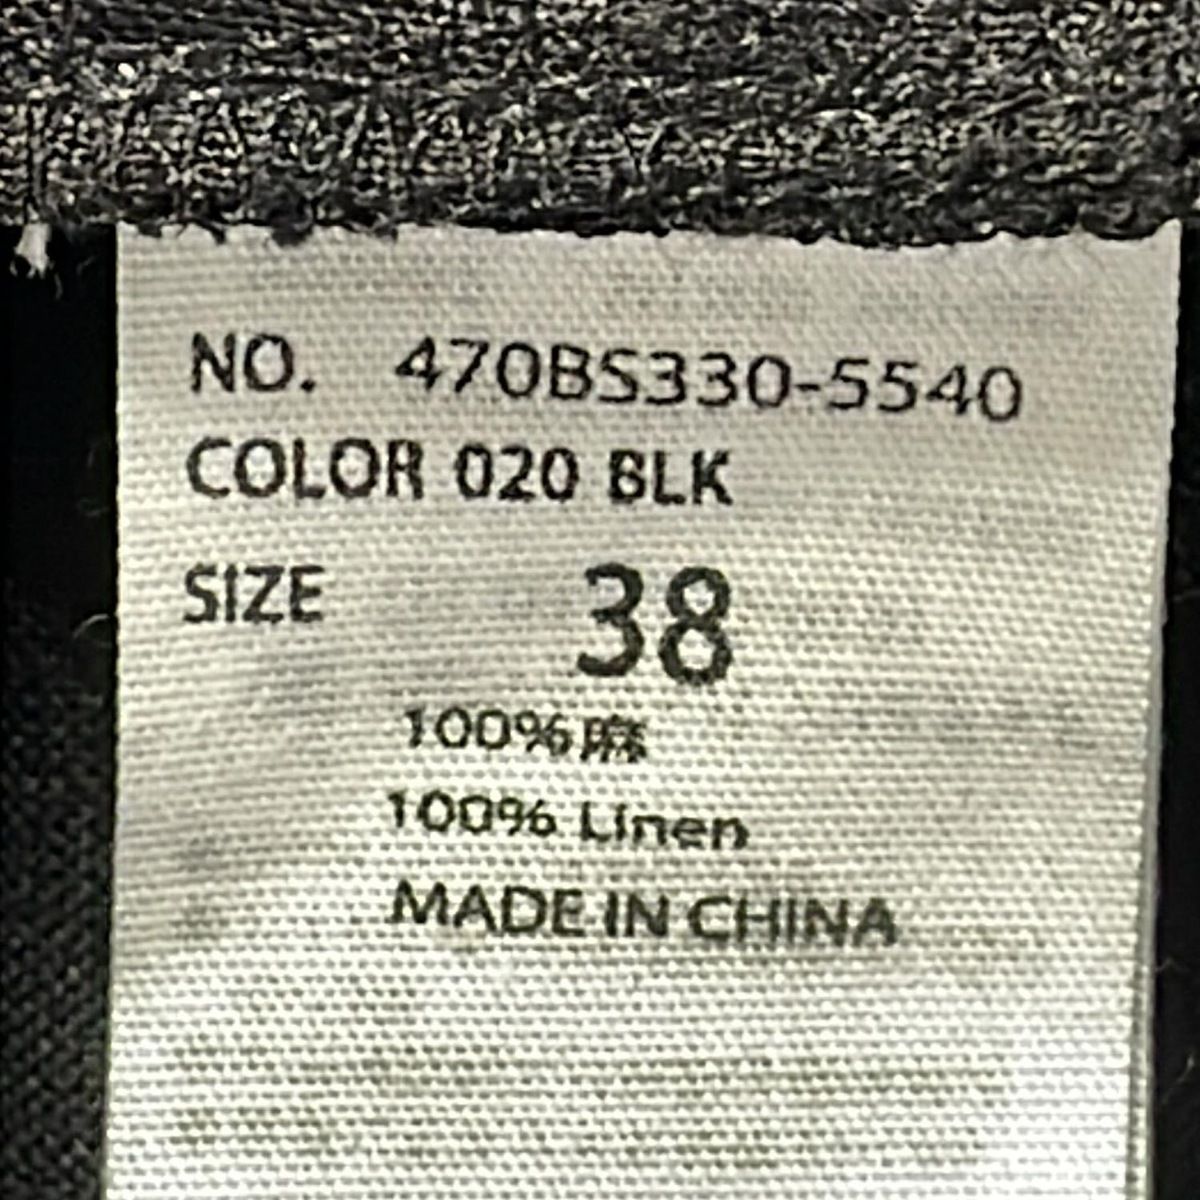 NO. 470BS330-5540
COLOR 020 BLK
SIZE 38
100%麻
100% Linen
MADE IN CHINA